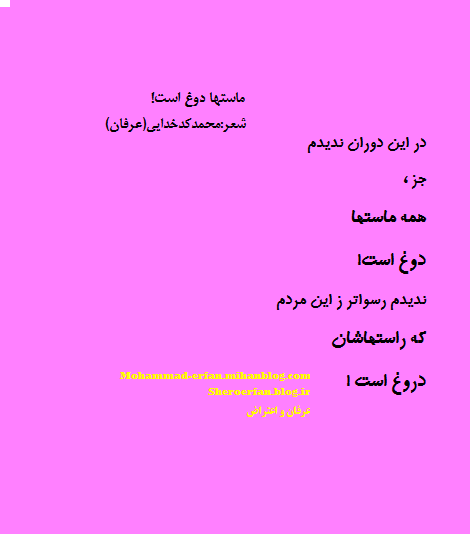 ماستها دوغ است!
شعر:محمدکدخدایی(عرفان)
در این دوران ندیدم
جز ،
همه ماستها
دوغ است!
ندیدم رسواتر ز این مردم
که راستهاشان
دروغ است !
Mohammad-erfan.mihanblog.com
Sheroerfan.blog.ir
عرفان و اعتراض